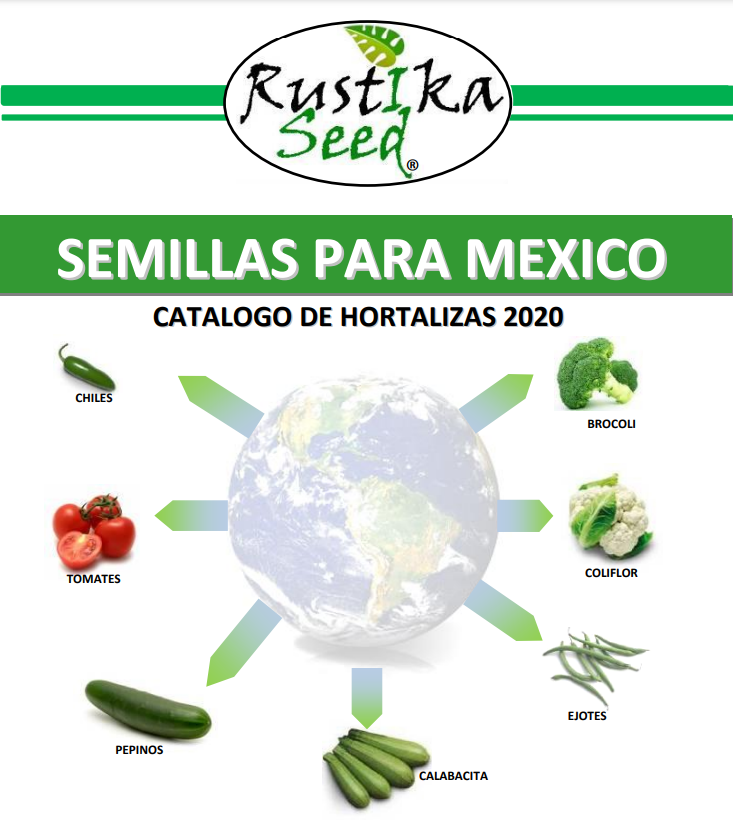 RustIka
Seed®
SEMILLAS PARA MEXICO
CATALOGO DE HORTALIZAS 2020
CHILES
BROCOLI
TOMATES
COLIFLOR
EJOTES
PEPINOS
CALABACITA